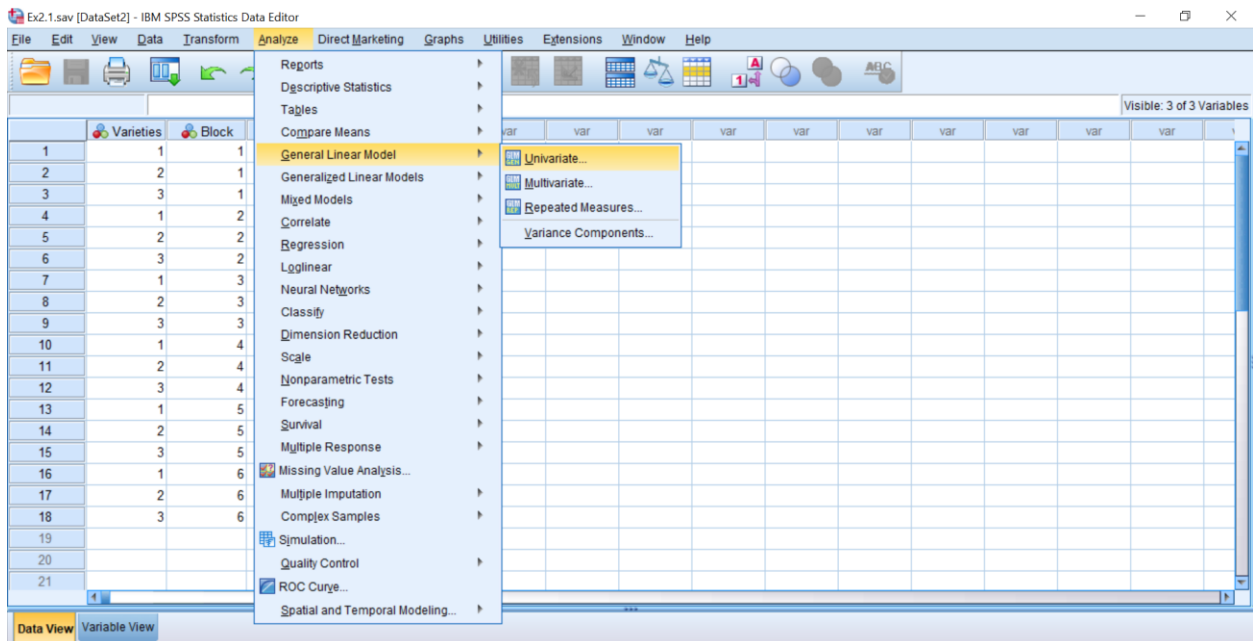 Ex2.1.sav [DataSet2] - IBM SPSS Statistics Data Editor
File Edit View Data Transform Analyze Direct Marketing Graphs Utilities Extensions Window Help
Visible: 3 of 3 Variables
Varieties Block var var var var var var var var var var
1 1 1
2 2 1
3 3 1
4 1 2
5 2 2
6 3 2
7 1 3
8 2 3
9 3 3
10 1 4
11 2 4
12 3 4
13 1 5
14 2 5
15 3 5
16 1 6
17 2 6
18 3 6
19
20
21
Reports
Descriptive Statistics
Tables
Compare Means
General Linear Model
Generalized Linear Models
Mixed Models
Correlate
Regression
Loglinear
Neural Networks
Classify
Dimension Reduction
Scale
Nonparametric Tests
Forecasting
Survival
Multiple Response
Missing Value Analysis...
Multiple Imputation
Complex Samples
Simulation...
Quality Control
ROC Curve...
Spatial and Temporal Modeling...
Univariate...
Multivariate...
Repeated Measures...
Variance Components...
Data View Variable View